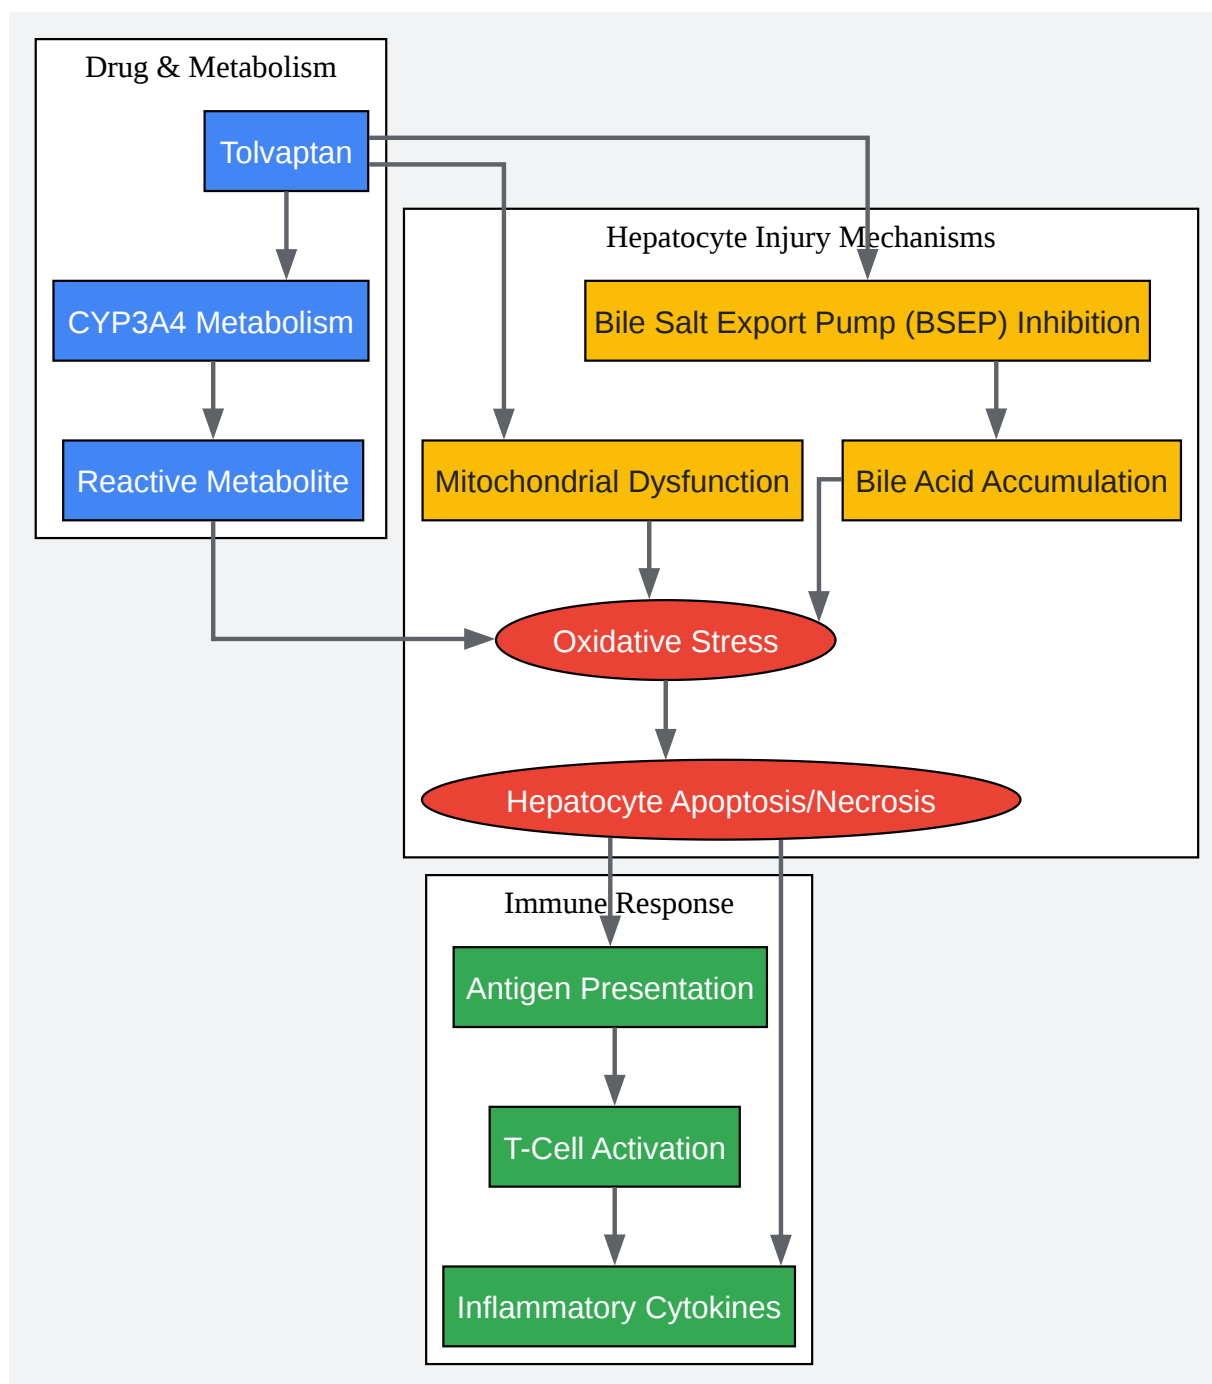 Drug & Metabolism
Tolvaptan
Hepatocyte Injury Mechanisms
CYP3A4 Metabolism
Bile Salt Export Pump (BSEP) Inhibition
Reactive Metabolite
Mitochondrial Dysfunction
Bile Acid Accumulation
Oxidative Stress
Hepatocyte Apoptosis/Necrosis
Immune Response
Antigen Presentation
T-Cell Activation
Inflammatory Cytokines